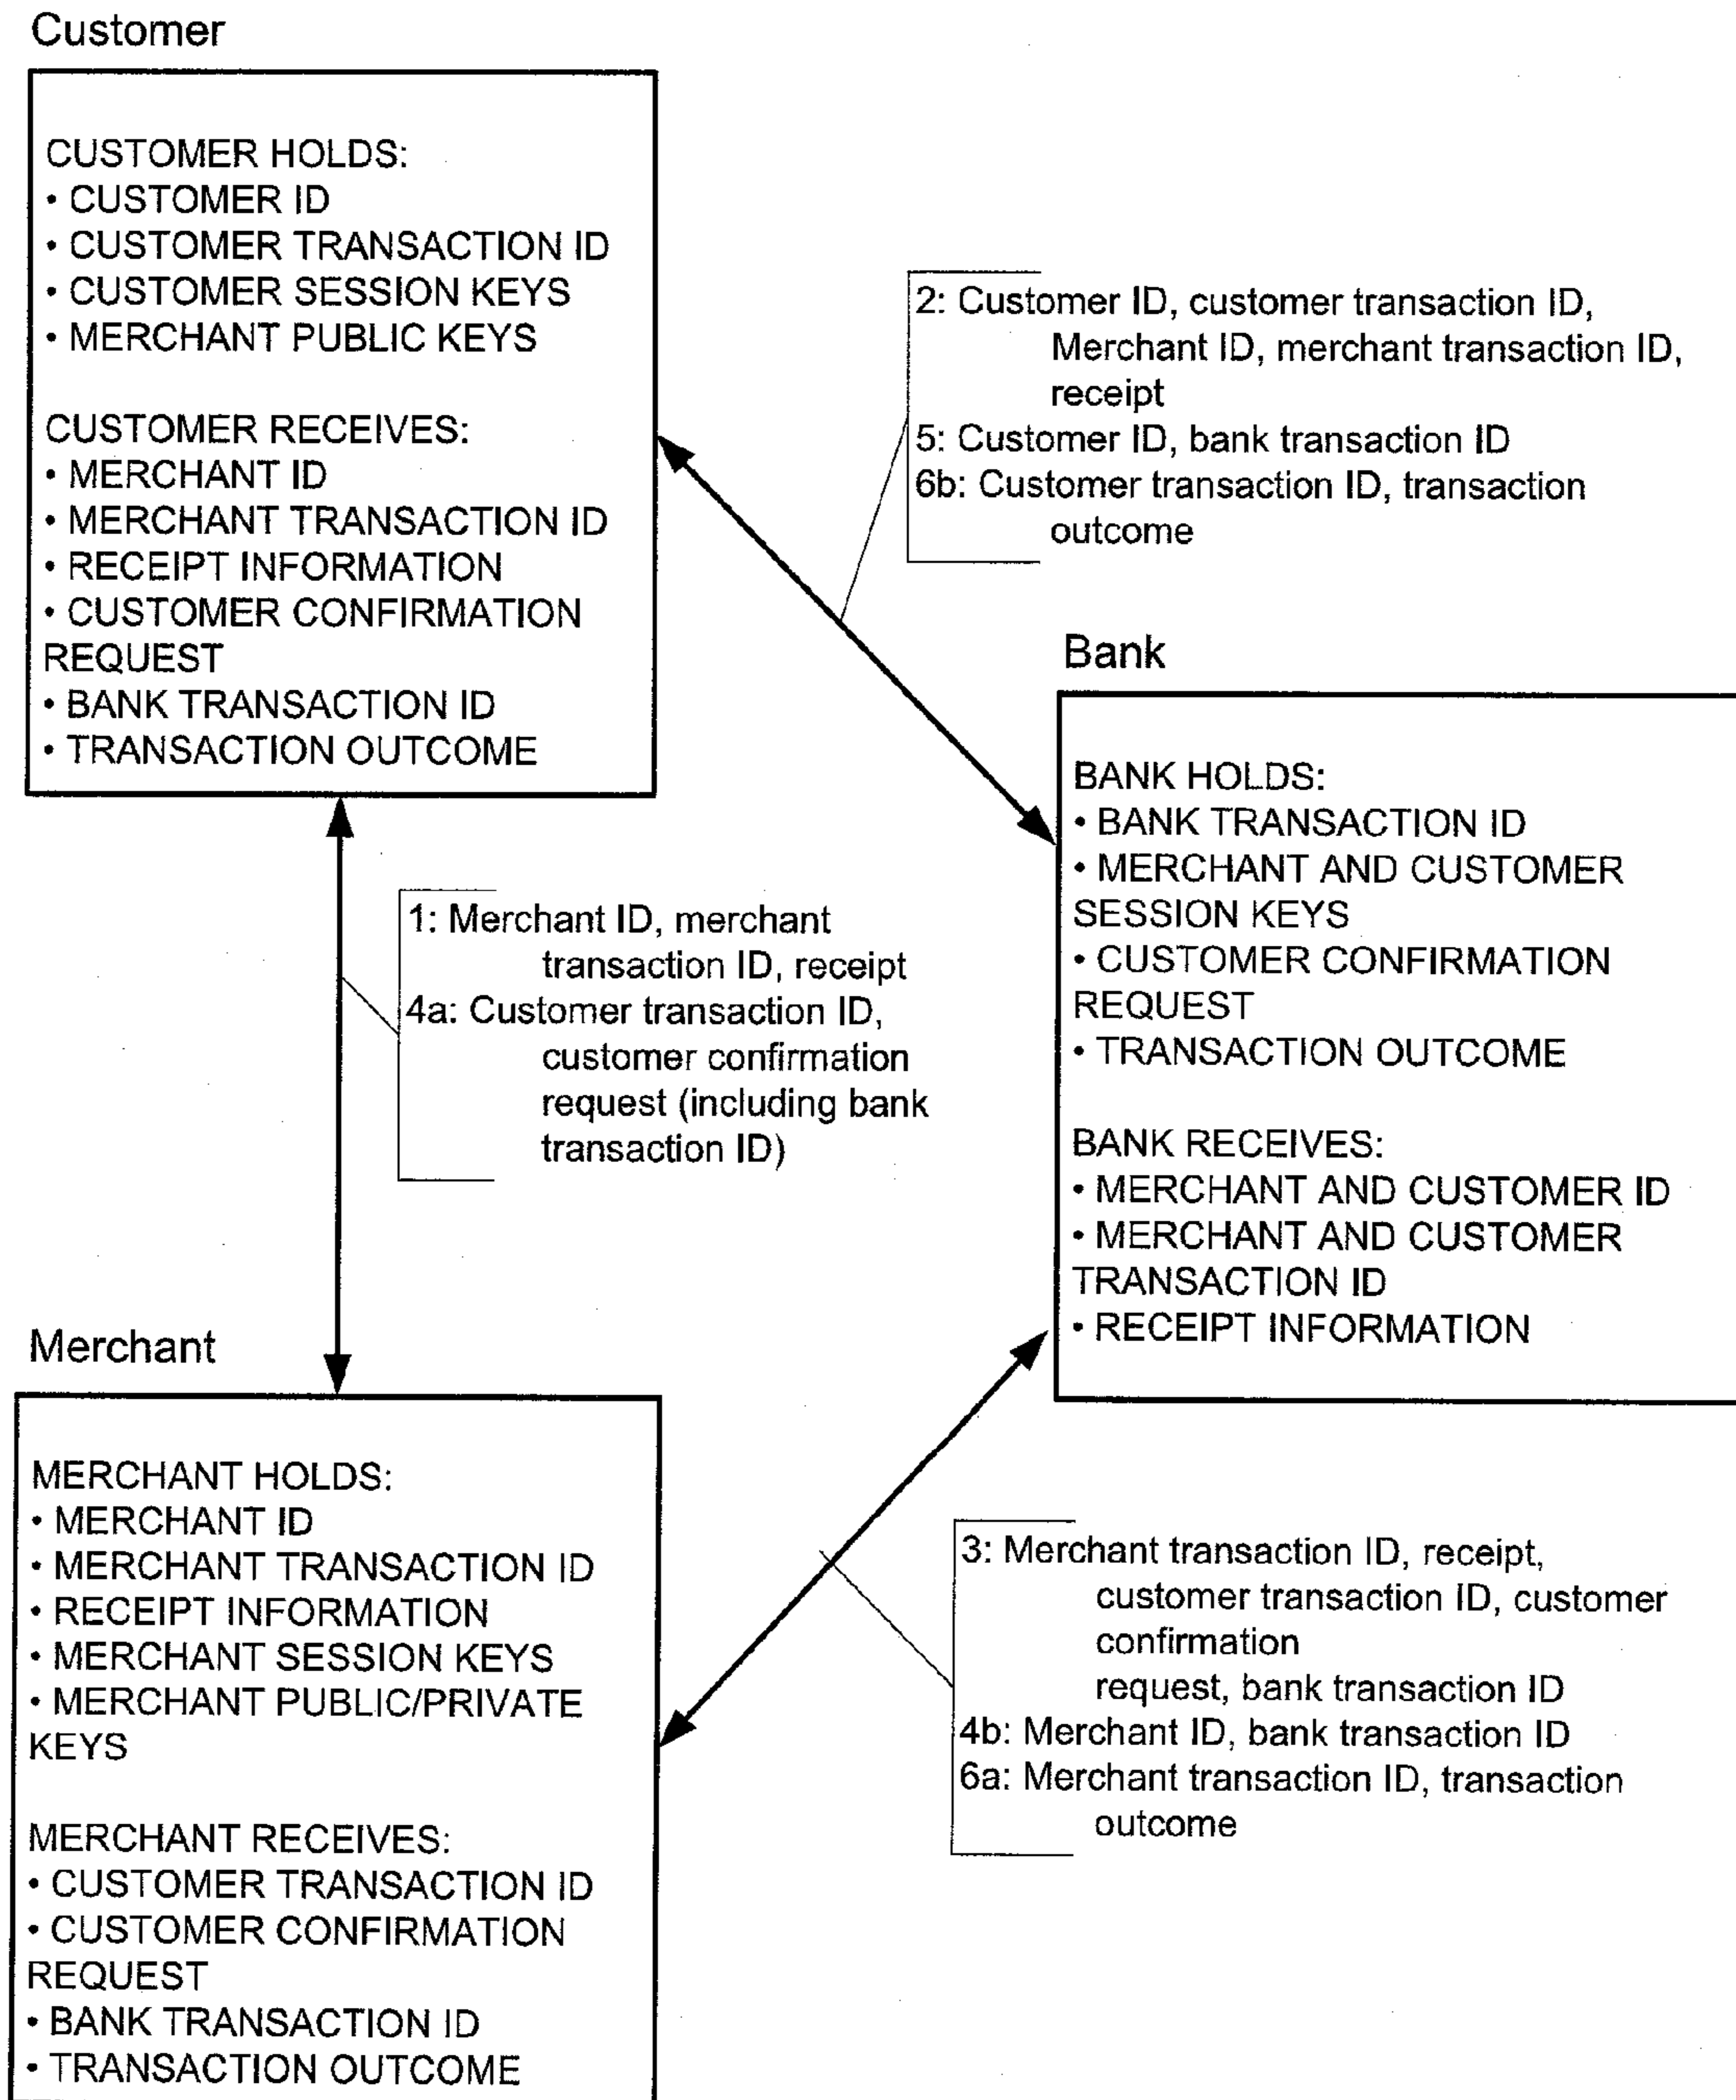 Customer
CUSTOMER HOLDS:
• CUSTOMER ID
• CUSTOMER TRANSACTION ID
• CUSTOMER SESSION KEYS
• MERCHANT PUBLIC KEYS
CUSTOMER RECEIVES:
• MERCHANT ID
• MERCHANT TRANSACTION ID
• RECEIPT INFORMATION
• CUSTOMER CONFIRMATION
REQUEST
• BANK TRANSACTION ID
• TRANSACTION OUTCOME
2: Customer ID, customer transaction ID,
Merchant ID, merchant transaction ID,
receipt
5: Customer ID, bank transaction ID
6b: Customer transaction ID, transaction
outcome
Bank
BANK HOLDS:
• BANK TRANSACTION ID
• MERCHANT AND CUSTOMER
SESSION KEYS
• CUSTOMER CONFIRMATION
REQUEST
• TRANSACTION OUTCOME
BANK RECEIVES:
• MERCHANT AND CUSTOMER ID
• MERCHANT AND CUSTOMER
TRANSACTION ID
• RECEIPT INFORMATION
1: Merchant ID, merchant
transaction ID, receipt
4a: Customer transaction ID,
customer confirmation
request (including bank
transaction ID)
Merchant
MERCHANT HOLDS:
• MERCHANT ID
• MERCHANT TRANSACTION ID
• RECEIPT INFORMATION
• MERCHANT SESSION KEYS
• MERCHANT PUBLIC/PRIVATE
KEYS
MERCHANT RECEIVES:
• CUSTOMER TRANSACTION ID
• CUSTOMER CONFIRMATION
REQUEST
• BANK TRANSACTION ID
• TRANSACTION OUTCOME
3: Merchant transaction ID, receipt,
customer transaction ID, customer
confirmation
request, bank transaction ID
4b: Merchant ID, bank transaction ID
6a: Merchant transaction ID, transaction
outcome